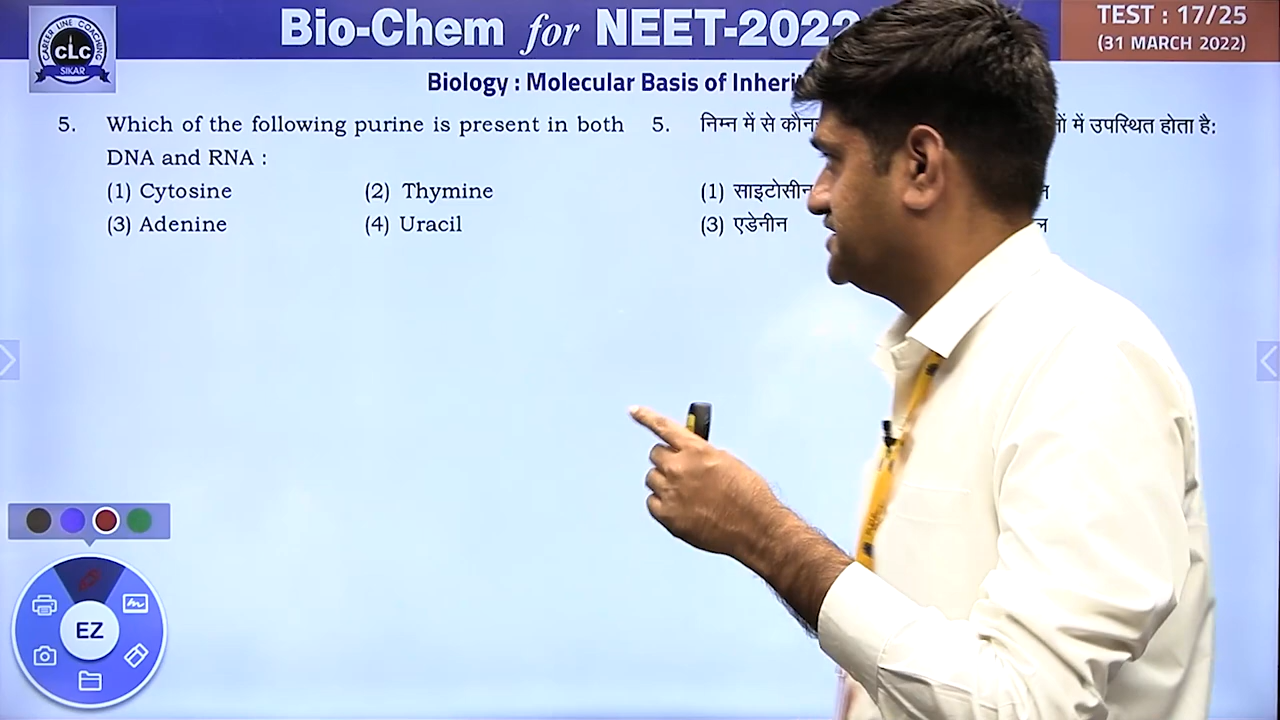 CAREER LINE COACHING
CLC
SIKAR
Bio-Chem for NEET-2022
TEST : 17/25
(31 MARCH 2022)
Biology : Molecular Basis of
5. Which of the following purine is present in both
DNA and RNA :
(1) Cytosine (2) Thymine
(3) Adenine (4) Uracil
5. निम्न में से में उपस्थित होता है:
(1) साइटोसीन
(3) एडेनीन
EZ